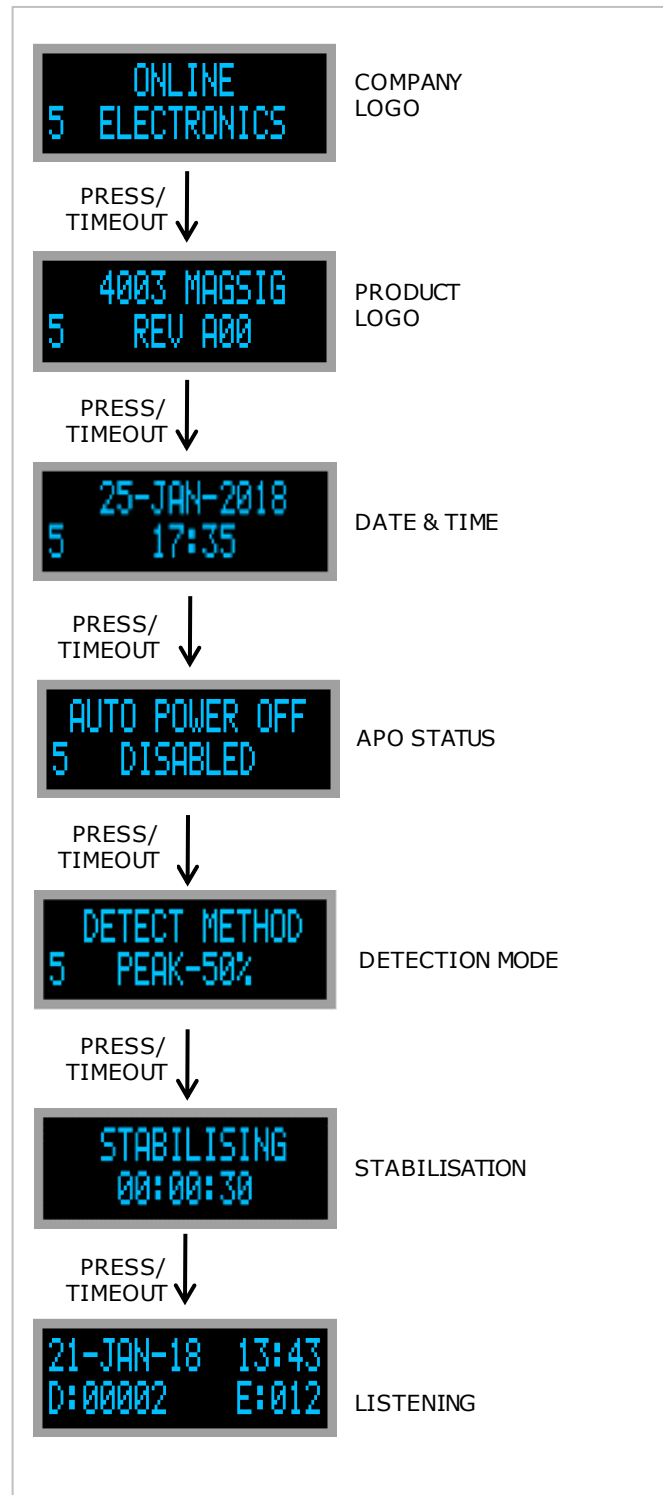 ONLINE
5 ELECTRONICS
COMPANY
LOGO
PRESS/
TIMEOUT
4003 MAGSIG
5 REV A00
PRODUCT
LOGO
PRESS/
TIMEOUT
25-JAN-2018
5 17:35
DATE & TIME
PRESS/
TIMEOUT
AUTO POWER OFF
5 DISABLED
APO STATUS
PRESS/
TIMEOUT
DETECT METHOD
5 PEAK-50%
DETECTION MODE
PRESS/
TIMEOUT
STABILISING
00:00:30
STABILISATION
PRESS/
TIMEOUT
21-JAN-18 13:43
D:00002 E:012
LISTENING